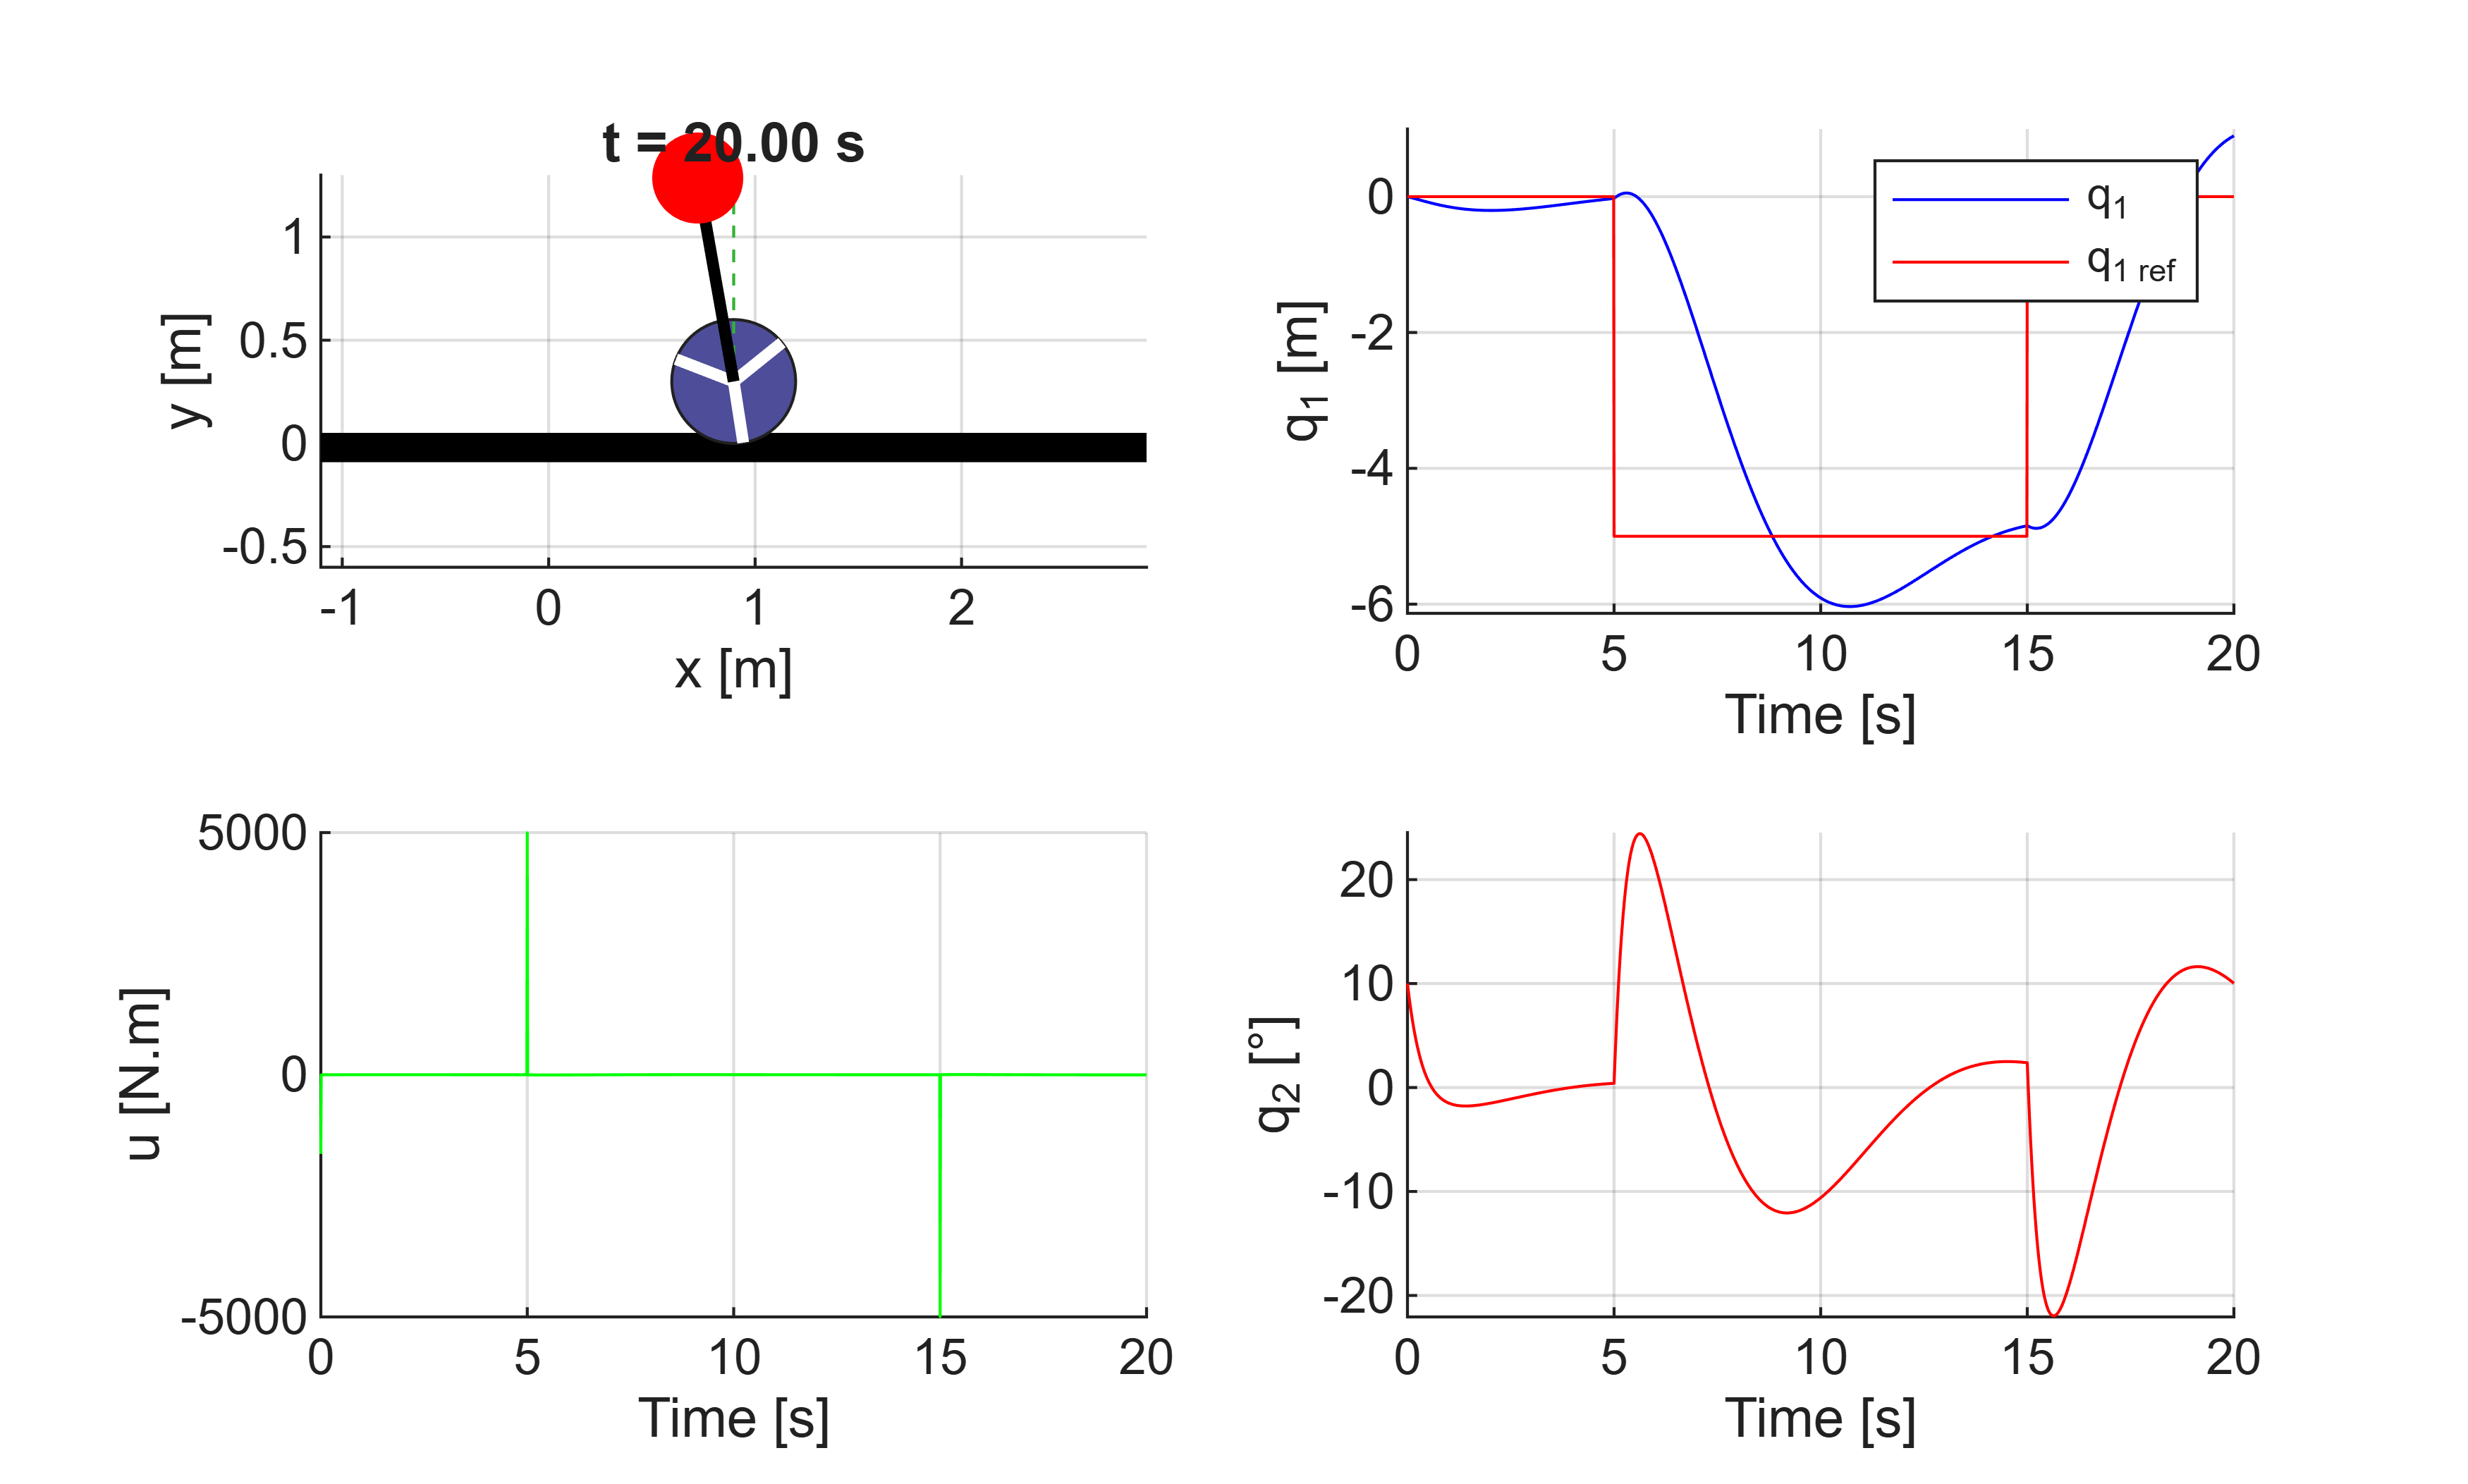 t = 20.00 s
1
0.5
0
-0.5
y [m]
-1 0 1 2
x [m]
0
-2
-4
-6
q1 [m]
q1
q1 ref
0 5 10 15 20
Time [s]
5000
0
-5000
u [N.m]
0 5 10 15 20
Time [s]
20
10
0
-10
-20
q2 [°]
0 5 10 15 20
Time [s]